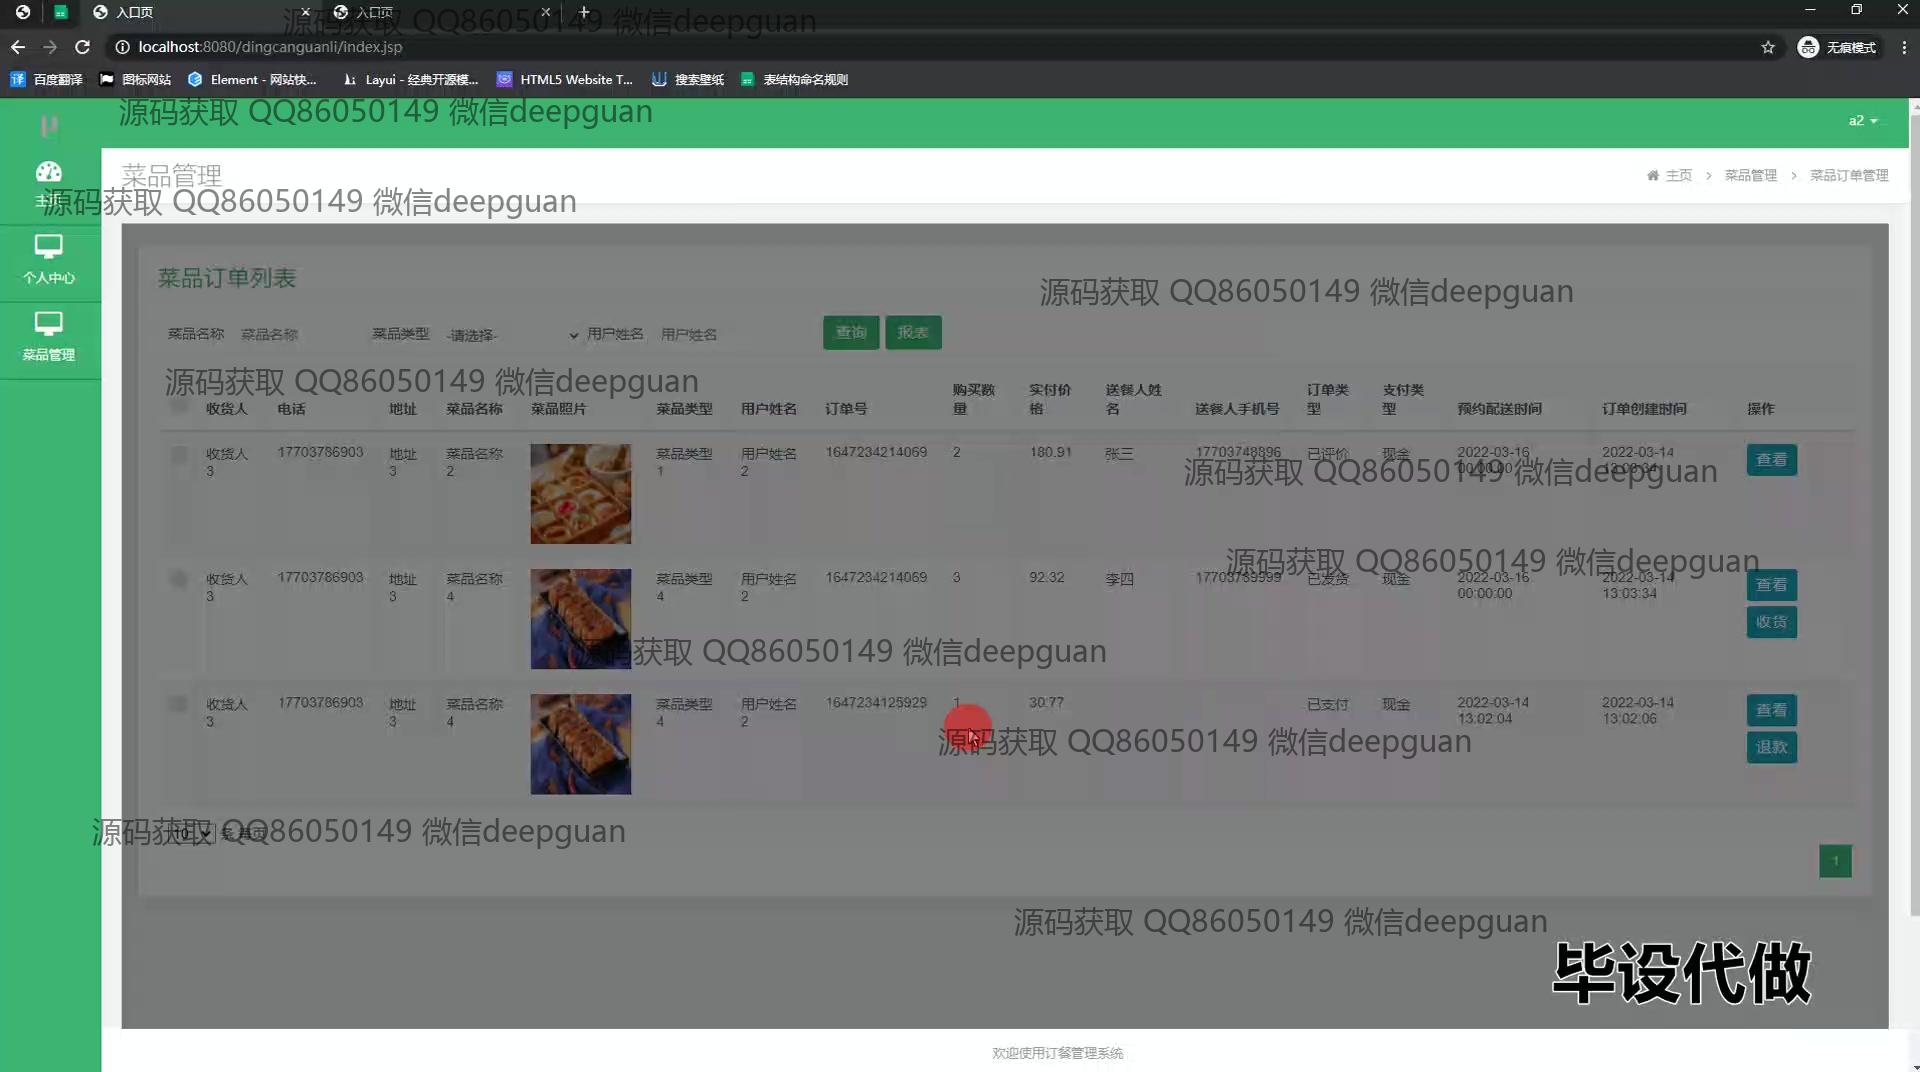 入口页
入口页
源码获取 QQ86050149 微信deepguan
localhost:8080/dingcanguanli/index.jsp
无痕模式
译 百度翻译
图标网站
Element - 网站快...
Layui - 经典开源模...
HTML5 Website T...
搜索壁纸
表结构命名规则
源码获取 QQ86050149 微信deepguan
a2
主页
个人中心
菜品管理
菜品管理
主页 > 菜品管理 > 菜品订单管理
源码获取 QQ86050149 微信deepguan
菜品订单列表
源码获取 QQ86050149 微信deepguan
菜品名称 菜品名称 菜品类型 -请选择- 用户姓名 用户姓名 查询 报表
源码获取 QQ86050149 微信deepguan
收货人 电话 地址 菜品名称 菜品照片 菜品类型 用户姓名 订单号 购买数量 实付价格 送餐人姓名 送餐人手机号 订单类型 支付类型 预约配送时间 订单创建时间 操作
收货人3 17703786903 地址3 菜品名称2 菜品类型1 用户姓名2 1647234214069 2 180.91 张三 17703748896 已评价 现金 2022-03-16 00:00:00 2022-03-14 13:03:34 查看
源码获取 QQ86050149 微信deepguan
源码获取 QQ86050149 微信deepguan
收货人3 17703786903 地址3 菜品名称4 菜品类型4 用户姓名2 1647234214069 3 92.32 李四 17703789999 已发货 现金 2022-03-16 00:00:00 2022-03-14 13:03:34 查看
收货
源码获取 QQ86050149 微信deepguan
收货人3 17703786903 地址3 菜品名称4 菜品类型4 用户姓名2 1647234125929 1 30.77 已支付 现金 2022-03-14 13:02:04 2022-03-14 13:02:06 查看
退款
源码获取 QQ86050149 微信deepguan
10 条 每页
源码获取 QQ86050149 微信deepguan
1
源码获取 QQ86050149 微信deepguan
毕设代做
欢迎使用订餐管理系统